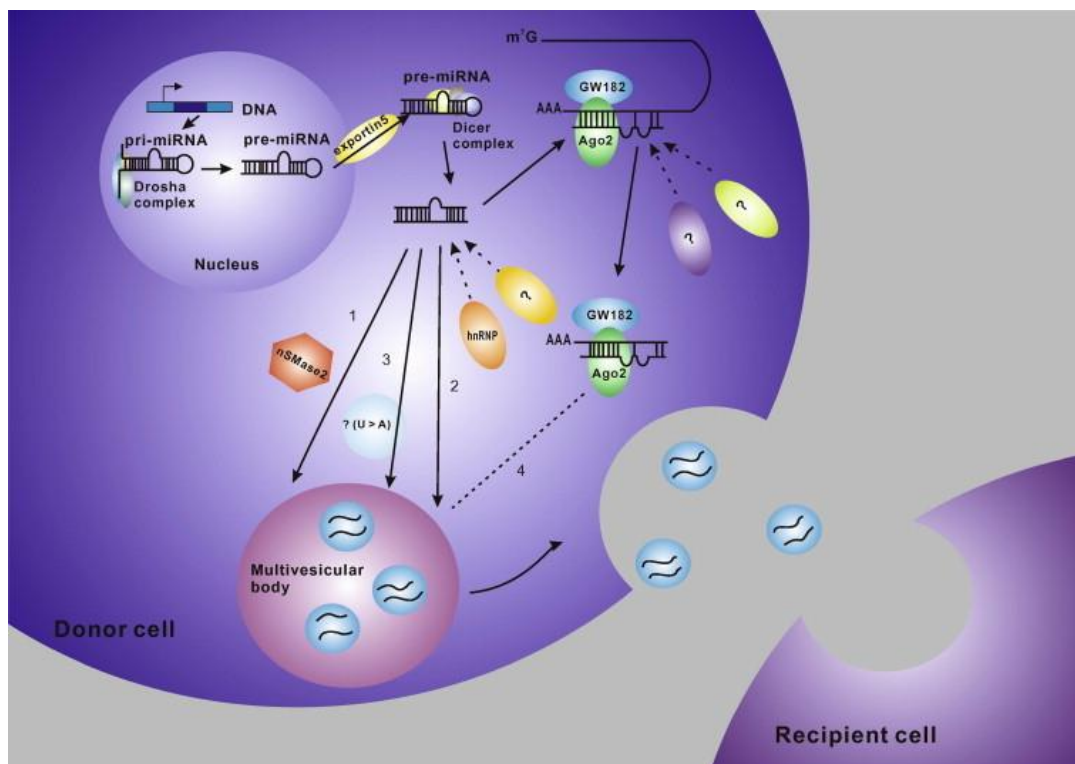 m⁷G
pre-miRNA
GW182
DNA
AAA
pri-miRNA
pre-miRNA
exportin5
Dicer
complex
Ago2
Drosha
complex
?
?
Nucleus
?
1
GW182
hnRNP
AAA
nSMase2
3
2
Ago2
? (U > A)
4
Multivesicular
body
Donor cell
Recipient cell